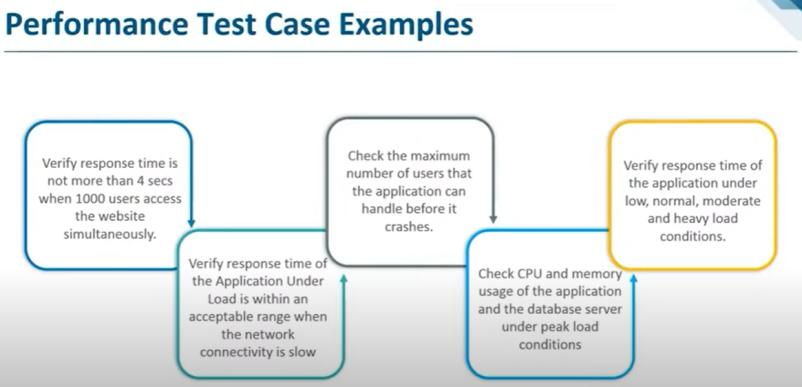 Performance Test Case Examples
Verify response time is
not more than 4 secs
when 1000 users access
the website
simultaneously.
Verify response time of
the Application Under
Load is within an
acceptable range when
the network
connectivity is slow
Check the maximum
number of users that
the application can
handle before it
crashes.
Check CPU and memory
usage of the application
and the database server
under peak load
conditions
Verify response time of
the application under
low, normal, moderate
and heavy load
conditions.